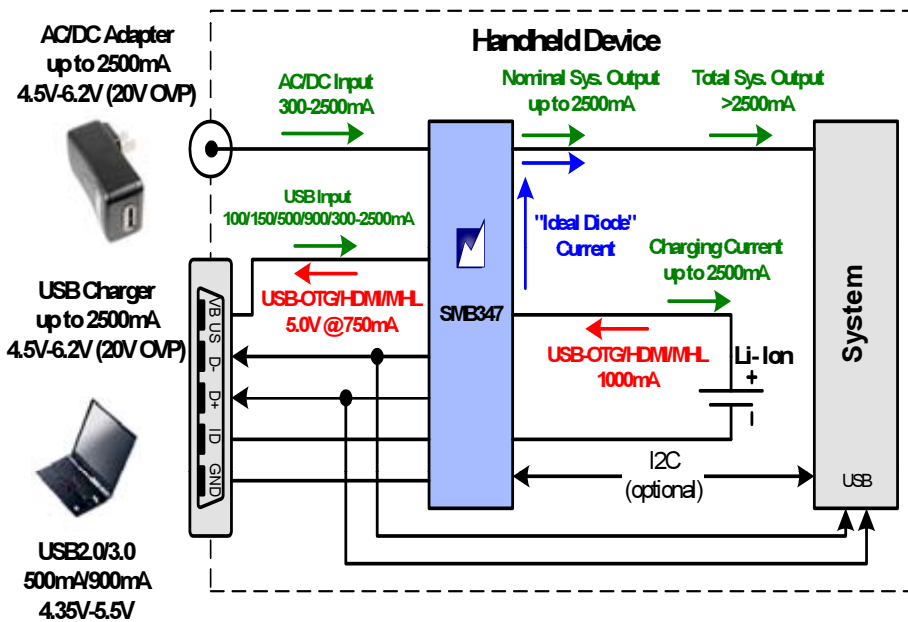 AC/DC Adapter
up to 2500mA
4.5V-6.2V (20V OVP)
Handheld Device
AC/DC Input
300-2500mA
Nominal Sys. Output
up to 2500mA
Total Sys. Output
>2500mA
USB Input
100/150/500/900/300-2500mA
"Ideal Diode"
Current
Charging Current
up to 2500mA
USB Charger
up to 2500mA
4.5V-6.2V (20V OVP)
USB-OTG/HDMI/MHL
5.0V @750mA
SMB347
USB-OTG/HDMI/MHL
1000mA
Li-Ion
+
System
VBUS
D-
D+
ID
GND
I2C
(optional)
USB
USB2.0/3.0
500mA/900mA
4.35V-5.5V